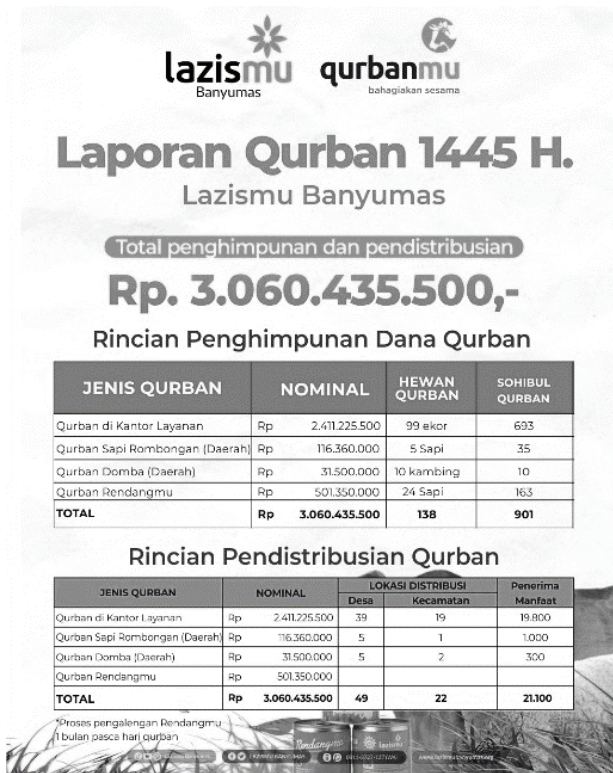 lazismu
Banyumas
qurbanmu
bahagiakan sesama
Laporan Qurban 1445 H.
Lazismu Banyumas
Total penghimpunan dan pendistribusian
Rp. 3.060.435.500,-
Rincian Penghimpunan Dana Qurban
JENIS QURBAN NOMINAL HEWAN QURBAN SOHIBUL QURBAN
Qurban di Kantor Layanan Rp 2.411.225.500 99 ekor 693
Qurban Sapi Rombongan (Daerah) Rp 116.360.000 5 Sapi 35
Qurban Domba (Daerah) Rp 31.500.000 10 kambing 10
Qurban Rendangmu Rp 501.350.000 24 Sapi 163
TOTAL Rp 3.060.435.500 138 901
Rincian Pendistribusian Qurban
JENIS QURBAN NOMINAL LOKASI DISTRIBUSI Penerima Manfaat
Desa Kecamatan
Qurban di Kantor Layanan Rp 2.411.225.500 39 19 19.800
Qurban Sapi Rombongan (Daerah) Rp 116.360.000 5 1 1.000
Qurban Domba (Daerah) Rp 31.500.000 5 2 300
Qurban Rendangmu Rp 501.350.000
TOTAL Rp 3.060.435.500 49 22 21.100
*Proses pengalengan Rendangmu
1 bulan pasca hari qurban
Rendangmu lazismu
LAZISMU BANYUMAS